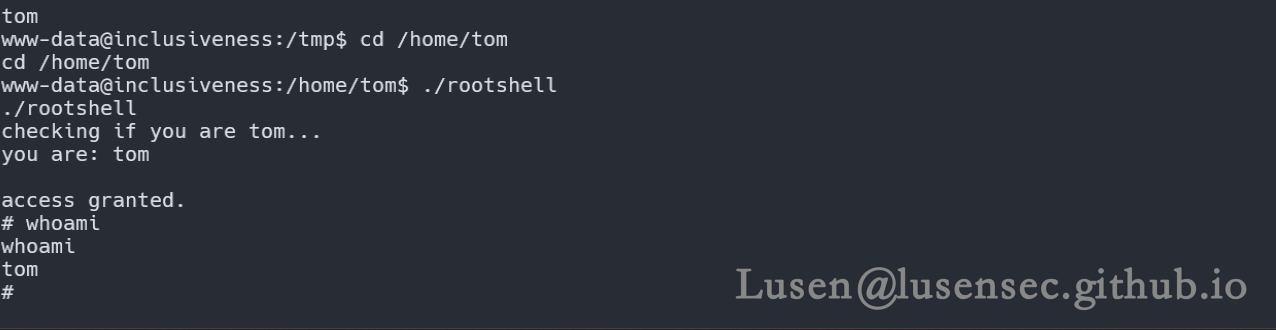 tom
www-data@inclusiveness:/tmp$ cd /home/tom
cd /home/tom
www-data@inclusiveness:/home/tom$ ./rootshell
./rootshell
checking if you are tom...
you are: tom
access granted.
# whoami
whoami
tom
#
Lusen@lusensec.github.io